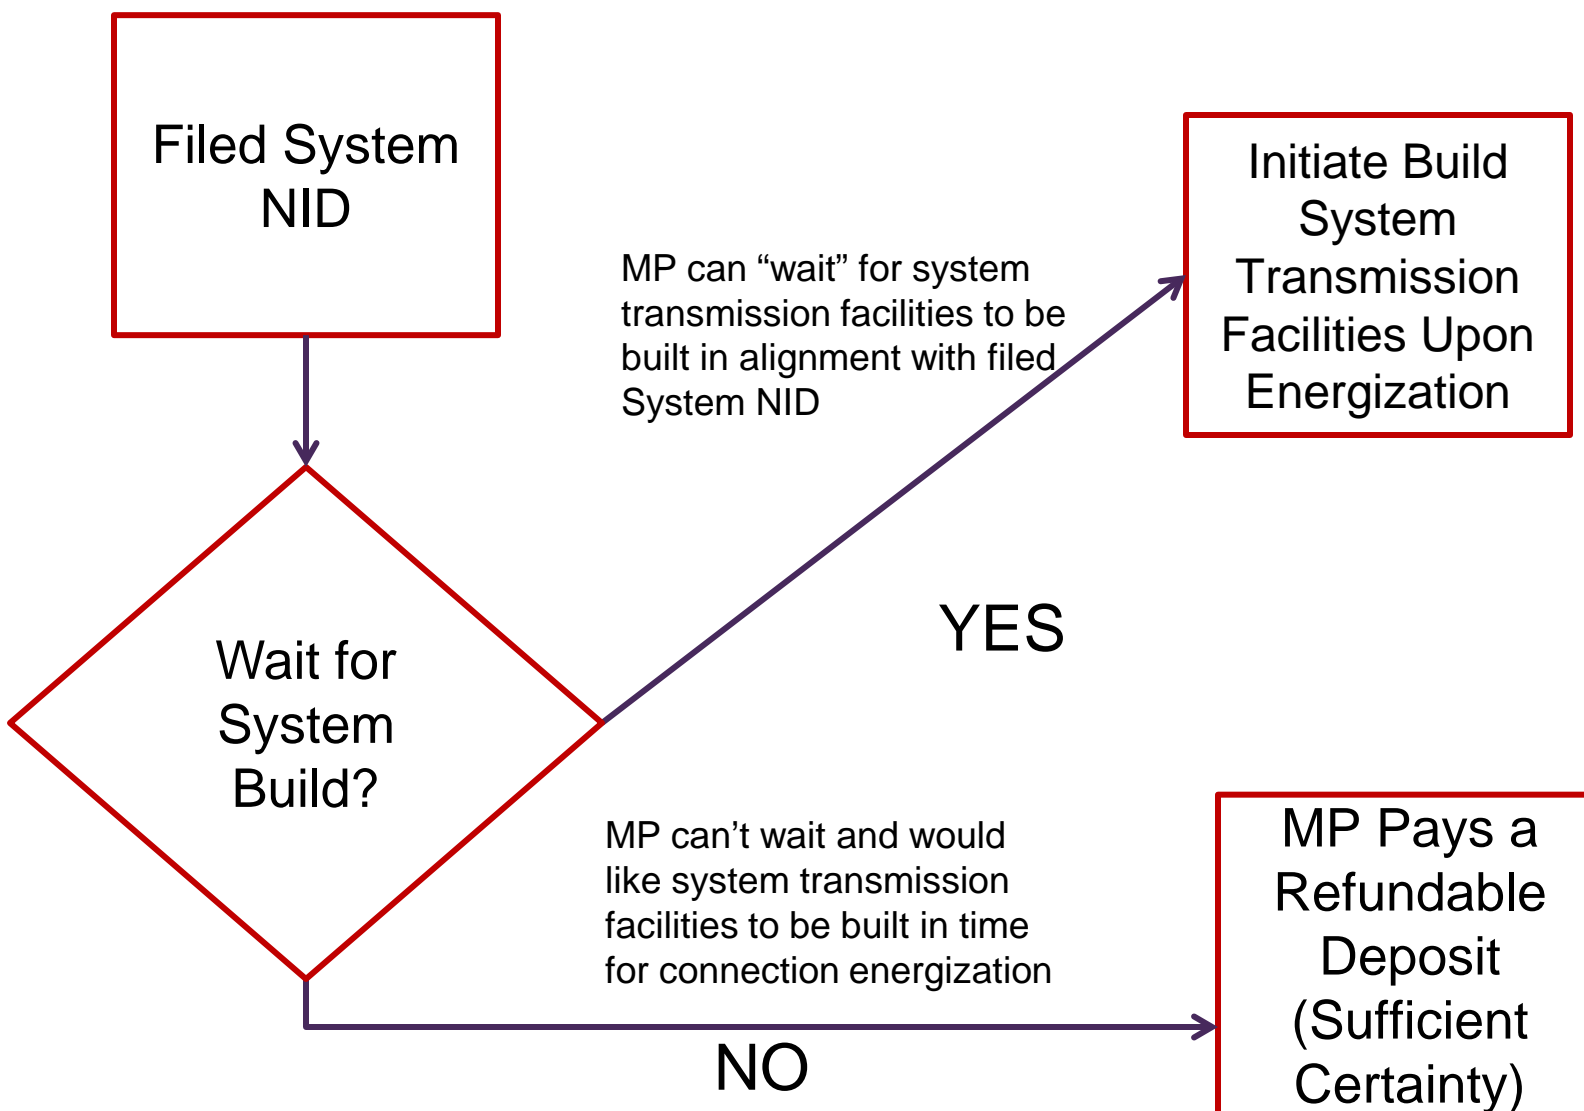 Filed System
NID
MP can “wait” for system
transmission facilities to be
built in alignment with filed
System NID
Initiate Build
System
Transmission
Facilities Upon
Energization
YES
Wait for
System
Build?
MP can’t wait and would
like system transmission
facilities to be built in time
for connection energization
NO
MP Pays a
Refundable
Deposit
(Sufficient
Certainty)